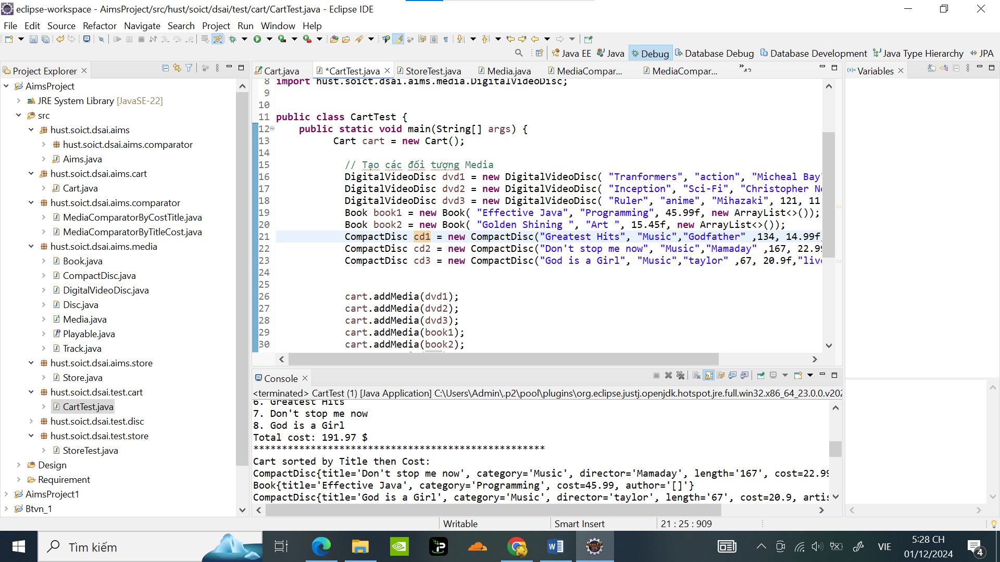 eclipse-workspace - AimsProject/src/hust/soict/dsai/test/cart/CartTest.java - Eclipse IDE
File Edit Source Refactor Navigate Search Project Run Window Help
Java EE Java Debug Database Debug Database Development Java Type Hierarchy JPA
Project Explorer
AimsProject
JRE System Library [JavaSE-22]
src
hust.soict.dsai.aims
hust.soict.dsai.aims.comparator
Aims.java
hust.soict.dsai.aims.cart
Cart.java
hust.soict.dsai.aims.comparator
MediaComparatorByCostTitle.java
MediaComparatorByTitleCost.java
hust.soict.dsai.aims.media
Book.java
CompactDisc.java
DigitalVideoDisc.java
Disc.java
Media.java
Playable.java
Track.java
hust.soict.dsai.aims.store
Store.java
hust.soict.dsai.test.cart
CartTest.java
hust.soict.dsai.test.disc
hust.soict.dsai.test.store
StoreTest.java
Design
Requirement
AimsProject1
Btvn_1
Cart.java *CartTest.java StoreTest.java Media.java MediaCompar... MediaCompar...
8 import hust.soict.dsai.aims.media.DigitalVideoDisc;
9
10
11 public class CartTest {
12 public static void main(String[] args) {
13 Cart cart = new Cart();
14
15 // Tạo các đối tượng Media
16 DigitalVideoDisc dvd1 = new DigitalVideoDisc( "Tranformers", "action", "Micheal Bay"
17 DigitalVideoDisc dvd2 = new DigitalVideoDisc( "Inception", "Sci-Fi", "Christopher No
18 DigitalVideoDisc dvd3 = new DigitalVideoDisc( "Ruler", "anime", "Mihazaki", 121, 11
19 Book book1 = new Book( "Effective Java", "Programming", 45.99f, new ArrayList<>());
20 Book book2 = new Book( "Golden Shining ", "Art ", 15.45f, new ArrayList<>());
21 CompactDisc cd1 = new CompactDisc("Greatest Hits", "Music","Godfather" ,134, 14.99f,
22 CompactDisc cd2 = new CompactDisc("Don't stop me now", "Music","Mamaday" ,167, 22.99
23 CompactDisc cd3 = new CompactDisc("God is a Girl", "Music","taylor" ,67, 20.9f,"live
24
25
26 cart.addMedia(dvd1);
27 cart.addMedia(dvd2);
28 cart.addMedia(dvd3);
29 cart.addMedia(book1);
30 cart.addMedia(book2);
Variables
Console
<terminated> CartTest (1) [Java Application] C:\Users\Admin\.p2\pool\plugins\org.eclipse.justj.openjdk.hotspot.jre.full.win32.x86_64_23.0.0.v202
6. Greatest Hits
7. Don't stop me now
8. God is a Girl
Total cost: 191.97 $
***************************************************
Cart sorted by Title then Cost:
CompactDisc{title='Don't stop me now', category='Music', director='Mamaday', length='167', cost=22.99
Book{title='Effective Java', category='Programming', cost=45.99, author='[]'}
CompactDisc{title='God is a Girl', category='Music', director='taylor', length='67', cost=20.9, artis
Writable Smart Insert 21 : 25 : 909
Tìm kiếm
VIE
5:28 CH
01/12/2024
4